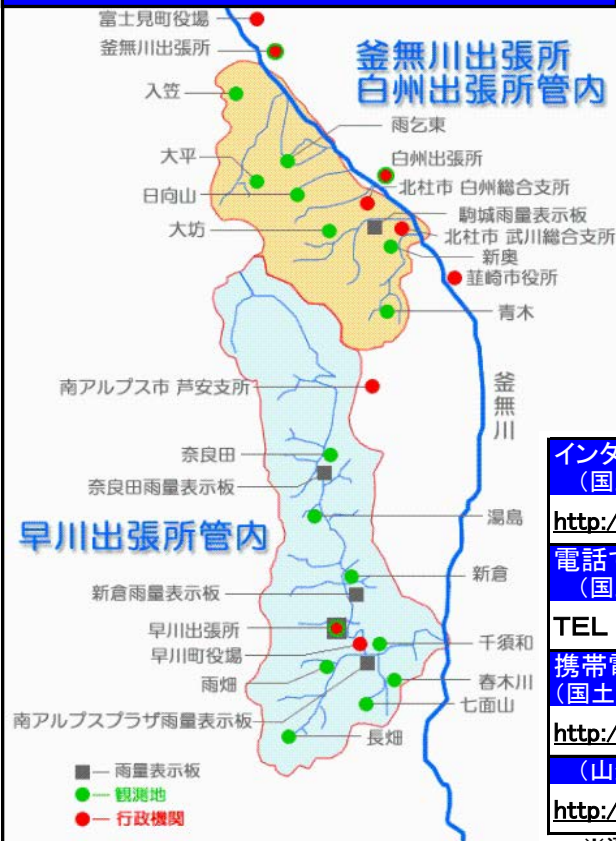 富士見町役場
釜無川出張所
釜無川出張所
白州出張所管内
入笠
雨乞東
大平
白州出張所
日向山
北杜市 白州総合支所
駒城雨量表示板
大坊
北杜市 武川総合支所
新奥
韮崎市役所
青木
南アルプス市 芦安支所
釜無川
奈良田
奈良田雨量表示板
湯島
早川出張所管内
新倉
新倉雨量表示板
早川出張所
千須和
早川町役場
雨畑
春木川
七面山
南アルプスプラザ雨量表示板
長畑
雨量表示板
観測地
行政機関
インタ
（国
http:/
電話で
（国
TEL
携帯電
（国土
http:/
（山
http:/